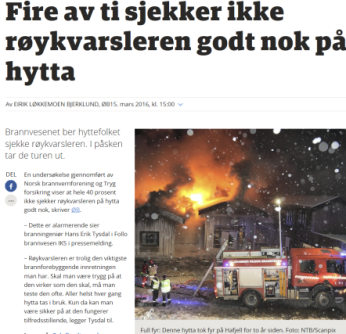 Fire av ti sjekker ikke
røykvarsleren godt nok på
hytta
Av EIRIK LØKKEMOEN BJERKLUND, ØB 15. mars 2016, kl. 15:00
Brannvesenet ber hyttefolket
sjekke røykvarsleren. I påsken
tar de turen ut.
DEL
En undersøkelse gjennomført av
Norsk brannvernforening og Tryg
forsikring viser at hele 40 prosent
ikke sjekker røykvarsleren på hytta
godt nok, skriver ØB.
– Dette er alarmerende sier
branningeniør Hans Erik Tysdal i Follo
brannvesen IKS i pressemelding.
– Røykvarsleren er trolig den viktigste
brannforebyggende innretningen
man har. Skal man være trygg på at
den virker som den skal, må man
teste den ofte. Aller helst hver gang
hytta tas i bruk. Kun da kan man
være sikker på at den fungerer
tilfredsstillende, legger Tysdal til.
Full fyr: Denne hytta tok fyr på Hafjell for to år siden. Foto: NTB/Scanpix